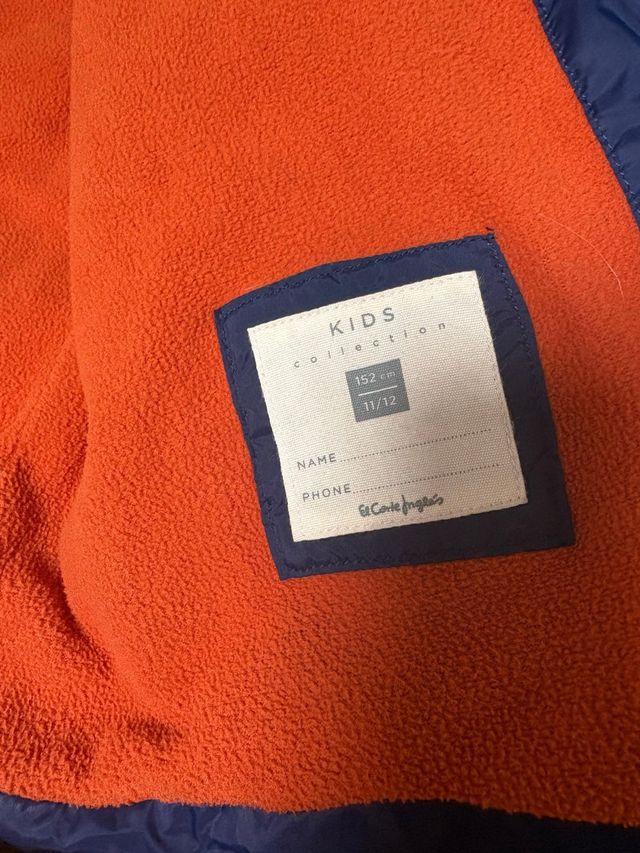 KIDS
collection
152 cm
11/12
NAME.............................................
PHONE...........................................
El Corte Inglés